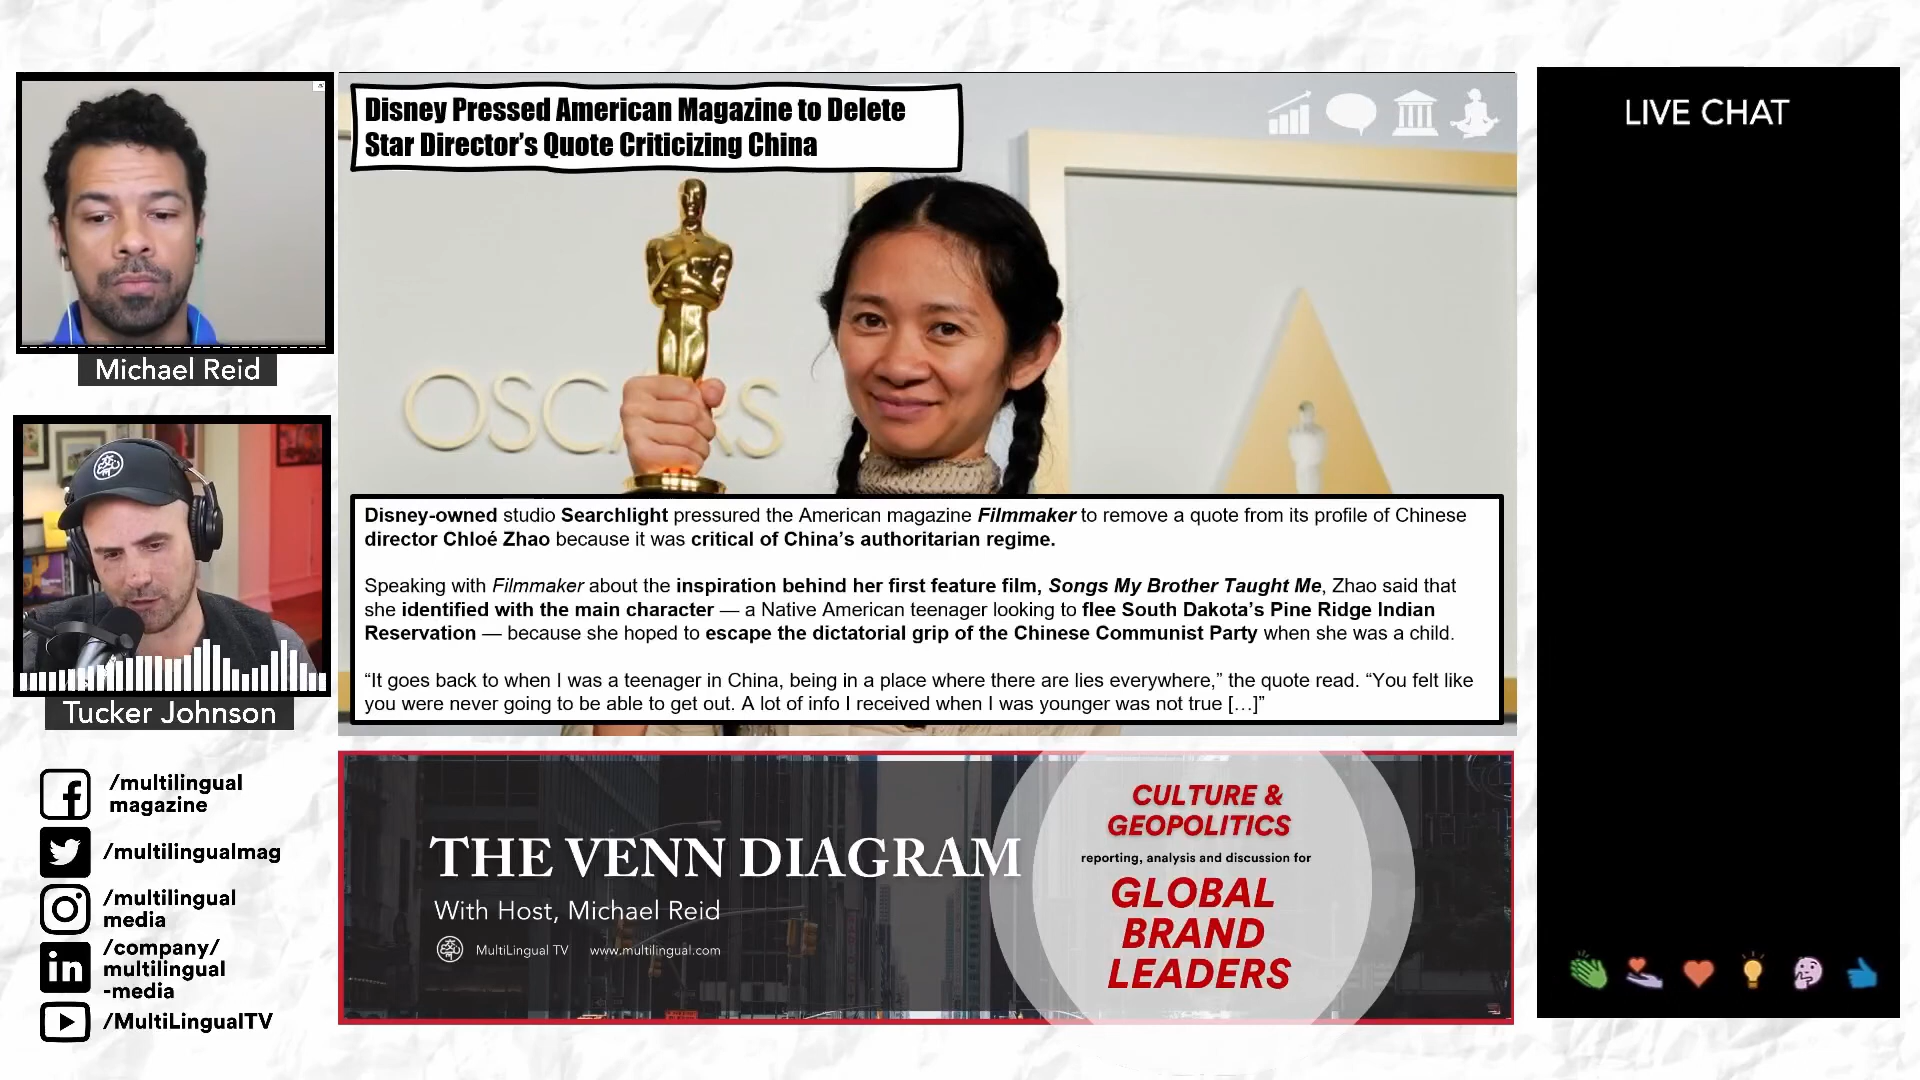 Disney Pressed American Magazine to Delete
Star Director's Quote Criticizing China
LIVE CHAT
Michael Reid
OSCARS
Disney-owned studio Searchlight pressured the American magazine Filmmaker to remove a quote from its profile of Chinese
director Chloé Zhao because it was critical of China's authoritarian regime.
Speaking with Filmmaker about the inspiration behind her first feature film, Songs My Brother Taught Me, Zhao said that
she identified with the main character — a Native American teenager looking to flee South Dakota's Pine Ridge Indian
Reservation — because she hoped to escape the dictatorial grip of the Chinese Communist Party when she was a child.
“It goes back to when I was a teenager in China, being in a place where there are lies everywhere,” the quote read. “You felt like
you were never going to be able to get out. A lot of info I received when I was younger was not true […]”
Tucker Johnson
/multilingual
magazine
/multilingualmag
/multilingual
media
/company/
multilingual
-media
/MultiLingualTV
THE VENN DIAGRAM
With Host, Michael Reid
MultiLingual TV www.multilingual.com
CULTURE &
GEOPOLITICS
reporting, analysis and discussion for
GLOBAL
BRAND
LEADERS